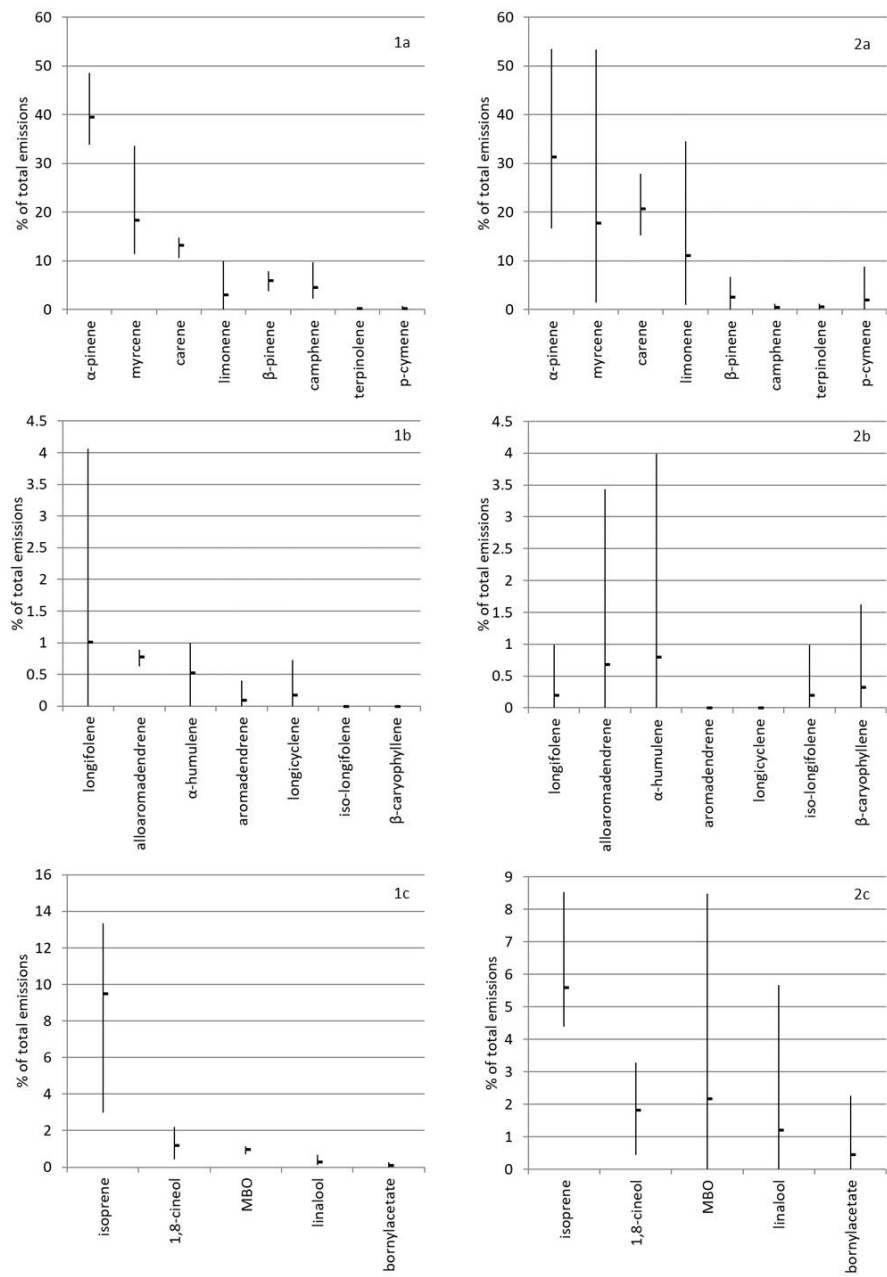 1a
% of total emissions
60
50
40
30
20
10
0
α-pinene
myrcene
carene
limonene
β-pinene
camphene
terpinolene
p-cymene
2a
% of total emissions
60
50
40
30
20
10
0
α-pinene
myrcene
carene
limonene
β-pinene
camphene
terpinolene
p-cymene
1b
% of total emissions
4.5
4
3.5
3
2.5
2
1.5
1
0.5
0
longifolene
alloaromadendrene
α-humulene
aromadendrene
longicyclene
iso-longifolene
β-caryophyllene
2b
% of total emissions
4.5
4
3.5
3
2.5
2
1.5
1
0.5
0
longifolene
alloaromadendrene
α-humulene
aromadendrene
longicyclene
iso-longifolene
β-caryophyllene
1c
% of total emissions
16
14
12
10
8
6
4
2
0
isoprene
1,8-cineol
MBO
linalool
bornylacetate
2c
% of total emissions
9
8
7
6
5
4
3
2
1
0
isoprene
1,8-cineol
MBO
linalool
bornylacetate